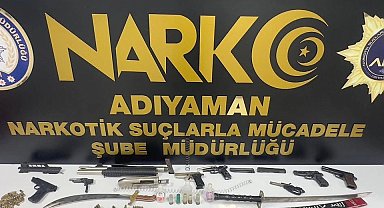 NARKO
ADIYAMAN
NARKOTİK SUÇLARLA MÜCADELE
ŞUBE MÜDÜRLÜĞÜ